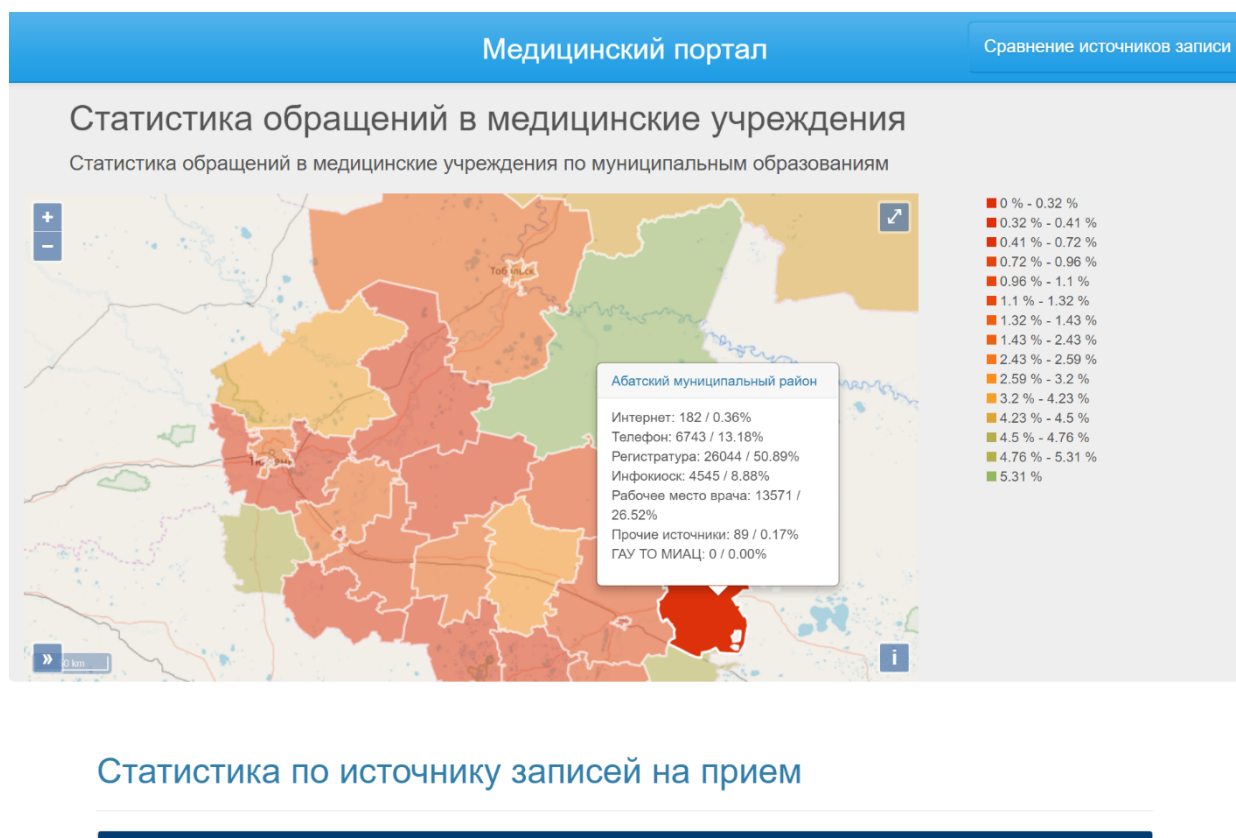 Медицинский портал
Сравнение источников записи
Статистика обращений в медицинские учреждения
Статистика обращений в медицинские учреждения по муниципальным образованиям
+
−
Тобольск
Тюмень
Абатский муниципальный район
Интернет: 182 / 0.36%
Телефон: 6743 / 13.18%
Регистратура: 26044 / 50.89%
Инфокиоск: 4545 / 8.88%
Рабочее место врача: 13571 /
26.52%
Прочие источники: 89 / 0.17%
ГАУ ТО МИАЦ: 0 / 0.00%
»
0 km
i
0 % - 0.32 %
0.32 % - 0.41 %
0.41 % - 0.72 %
0.72 % - 0.96 %
0.96 % - 1.1 %
1.1 % - 1.32 %
1.32 % - 1.43 %
1.43 % - 2.43 %
2.43 % - 2.59 %
2.59 % - 3.2 %
3.2 % - 4.23 %
4.23 % - 4.5 %
4.5 % - 4.76 %
4.76 % - 5.31 %
5.31 %
Статистика по источнику записей на прием